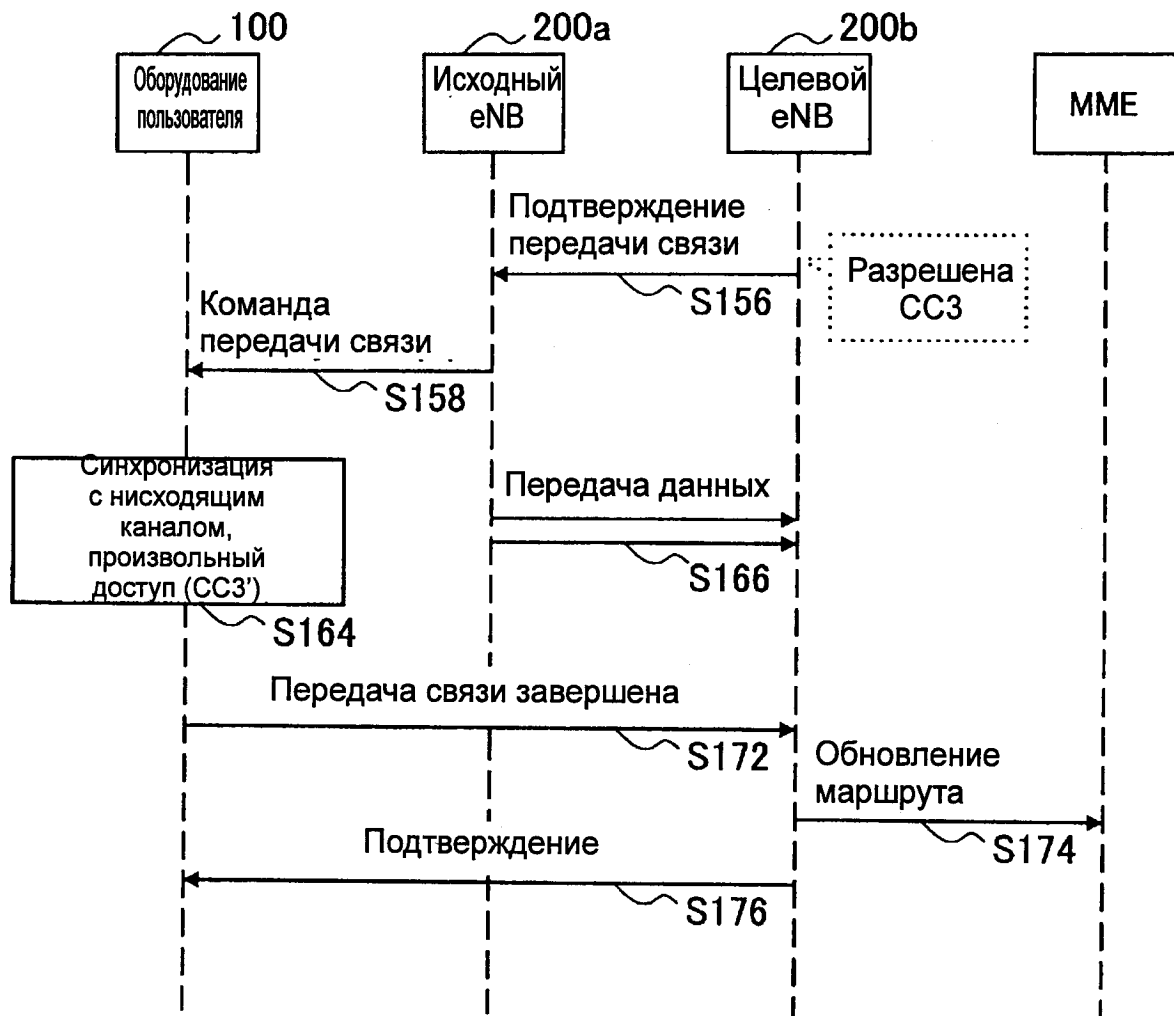 100
200a
200b
Оборудование
пользователя
Исходный
eNB
Целевой
eNB
MME
Подтверждение
передачи связи
S156
Разрешена
CC3
Команда
передачи связи
S158
Синхронизация
с нисходящим
каналом,
произвольный
доступ (CC3')
S164
Передача данных
S166
Передача связи завершена
S172
Обновление
маршрута
S174
Подтверждение
S176